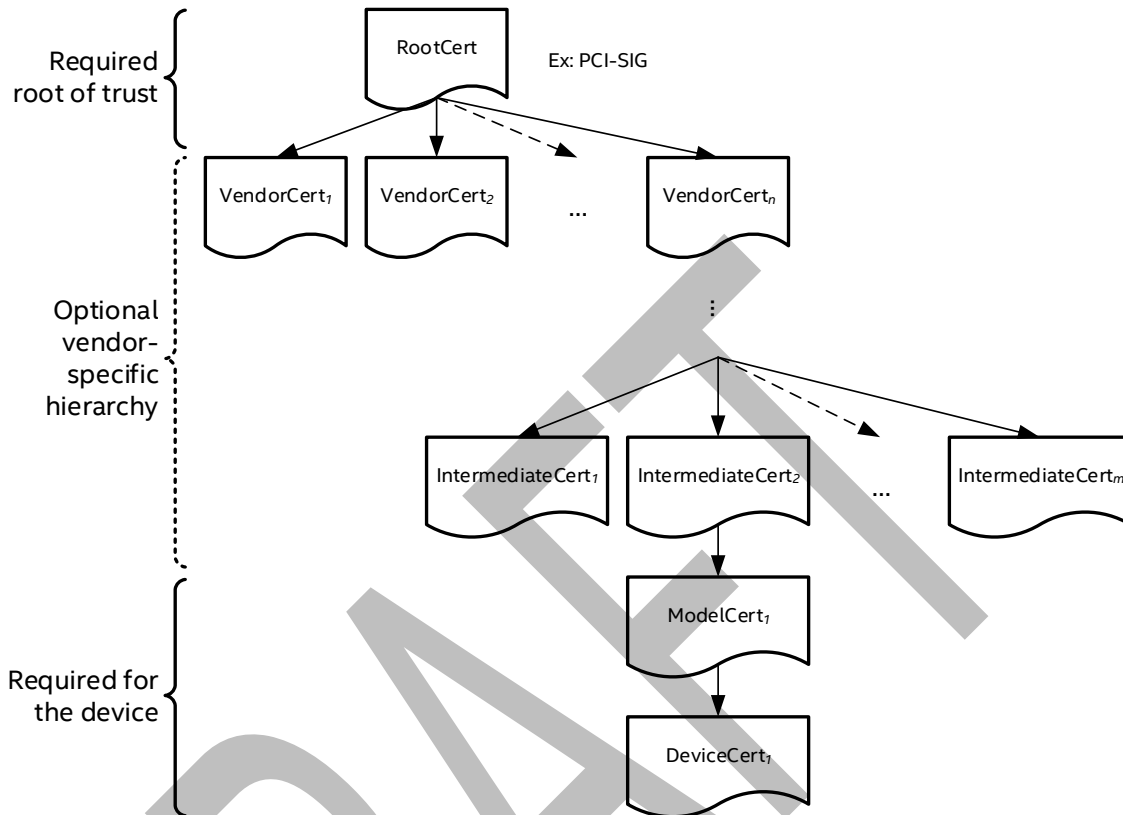 RootCert
Ex: PCI-SIG
Required
root of trust
VendorCert₁
VendorCert₂
...
VendorCertₙ
...
Optional
vendor-
specific
hierarchy
IntermediateCert₁
IntermediateCert₂
...
IntermediateCertₘ
ModelCert₁
Required for
the device
DeviceCert₁
DRAFT